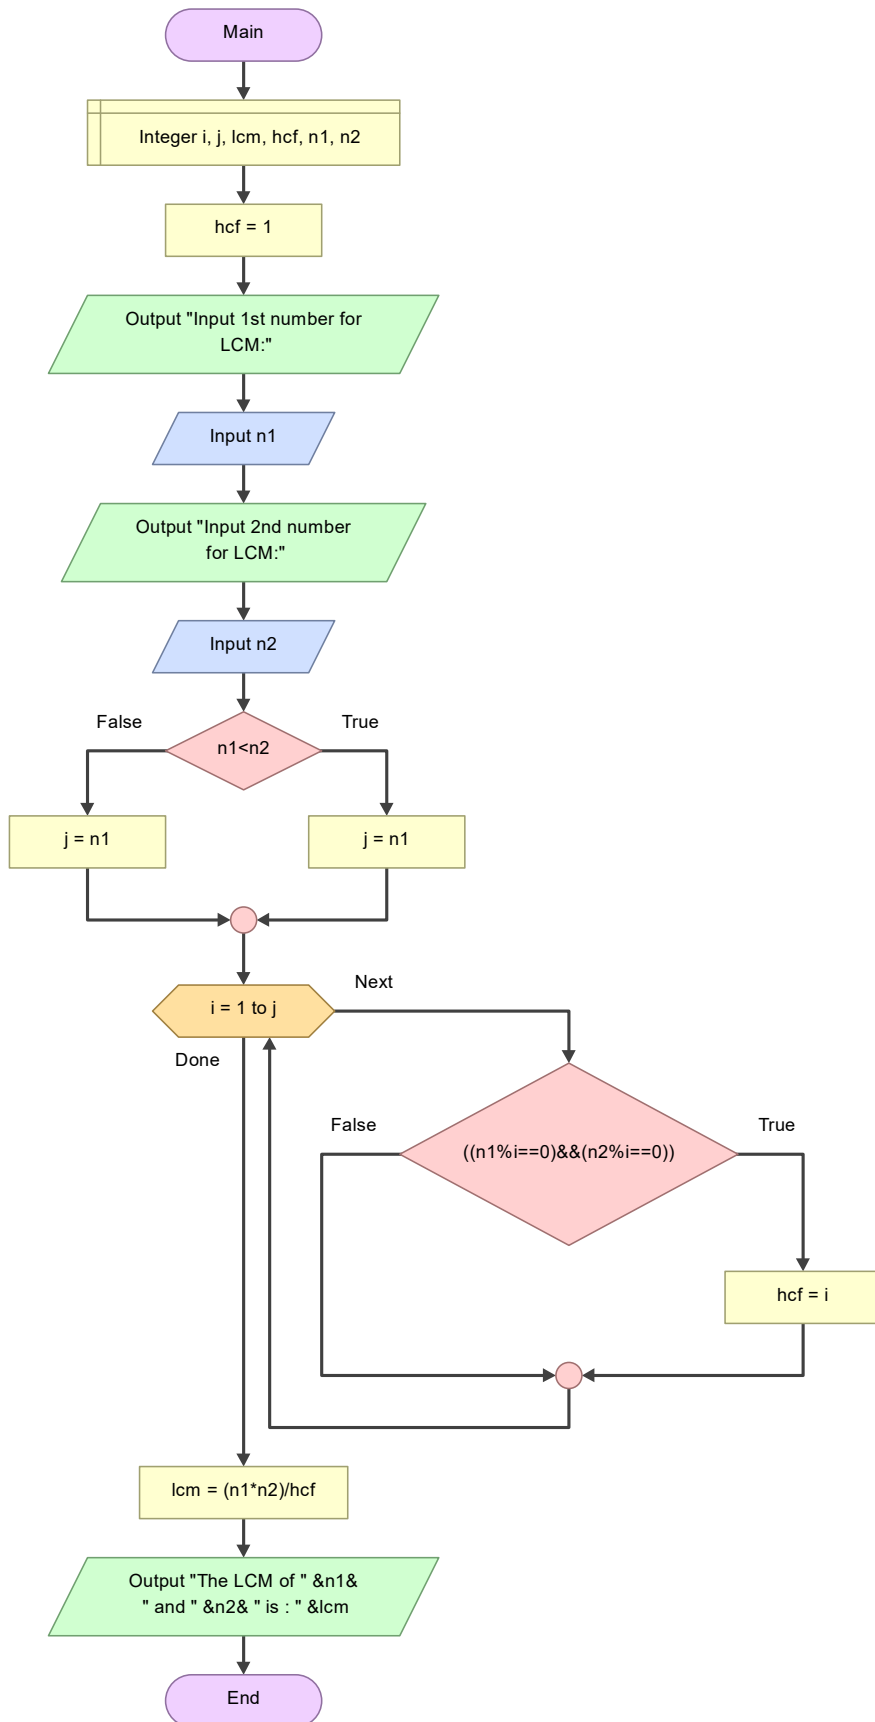 Main
Integer i, j, lcm, hcf, n1, n2
hcf = 1
Output "Input 1st number for
LCM:"
Input n1
Output "Input 2nd number
for LCM:"
Input n2
False
True
n1<n2
j = n1
j = n1
i = 1 to j
Next
Done
False
True
((n1%i==0)&&(n2%i==0))
hcf = i
lcm = (n1*n2)/hcf
Output "The LCM of " &n1&
" and " &n2& " is : " &lcm
End